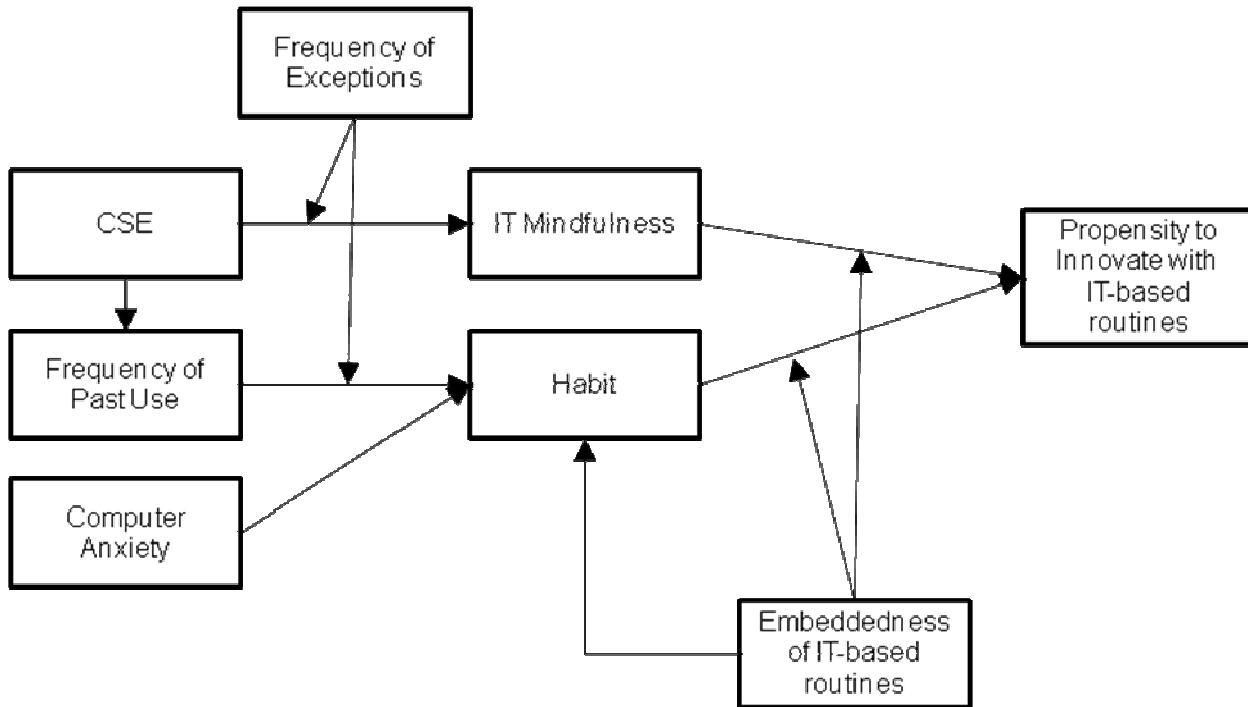 Frequency of
Exceptions
CSE
IT Mindfulness
Propensity to
Innovate with
IT-based
routines
Frequency of
Past Use
Habit
Computer
Anxiety
Embeddedness
of IT-based
routines